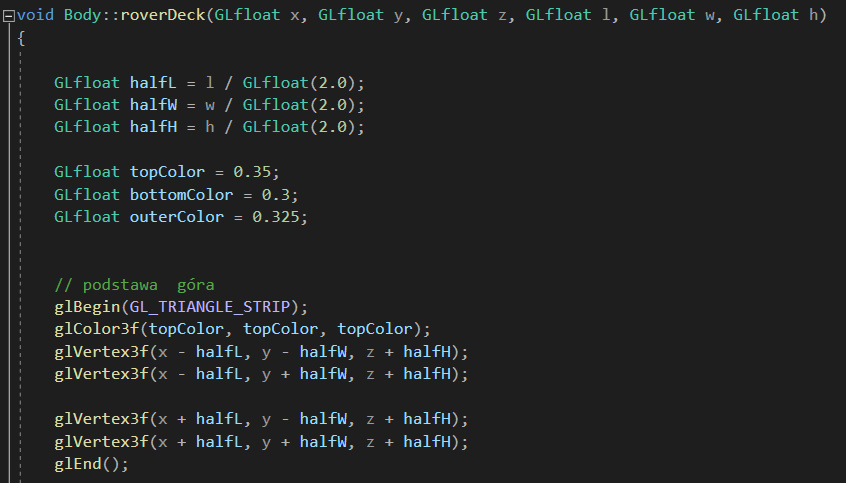 void Body::roverDeck(GLfloat x, GLfloat y, GLfloat z, GLfloat l, GLfloat w, GLfloat h)
{
GLfloat halfL = l / GLfloat(2.0);
GLfloat halfW = w / GLfloat(2.0);
GLfloat halfH = h / GLfloat(2.0);
GLfloat topColor = 0.35;
GLfloat bottomColor = 0.3;
GLfloat outerColor = 0.325;
// podstawa  góra
glBegin(GL_TRIANGLE_STRIP);
glColor3f(topColor, topColor, topColor);
glVertex3f(x - halfL, y - halfW, z + halfH);
glVertex3f(x - halfL, y + halfW, z + halfH);
glVertex3f(x + halfL, y - halfW, z + halfH);
glVertex3f(x + halfL, y + halfW, z + halfH);
glEnd();